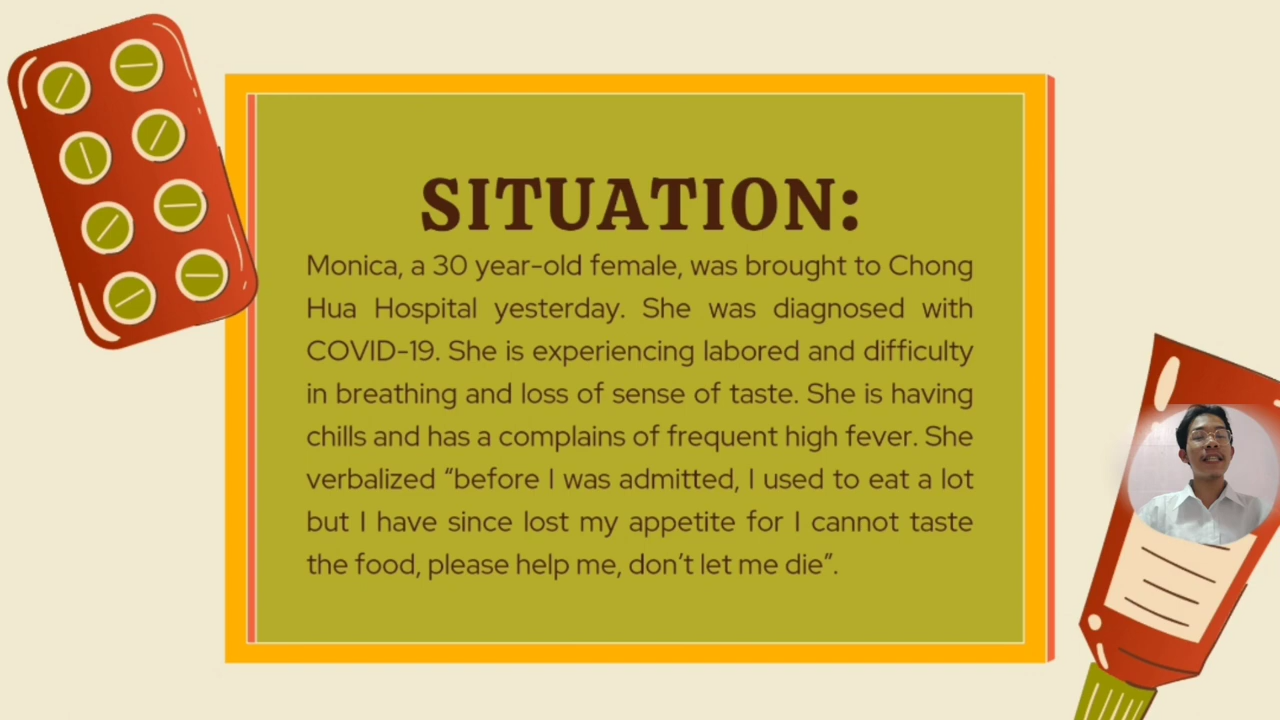 SITUATION:
Monica, a 30 year-old female, was brought to Chong
Hua Hospital yesterday. She was diagnosed with
COVID-19. She is experiencing labored and difficulty
in breathing and loss of sense of taste. She is having
chills and has a complains of frequent high fever. She
verbalized “before I was admitted, I used to eat a lot
but I have since lost my appetite for I cannot taste
the food, please help me, don’t let me die”.